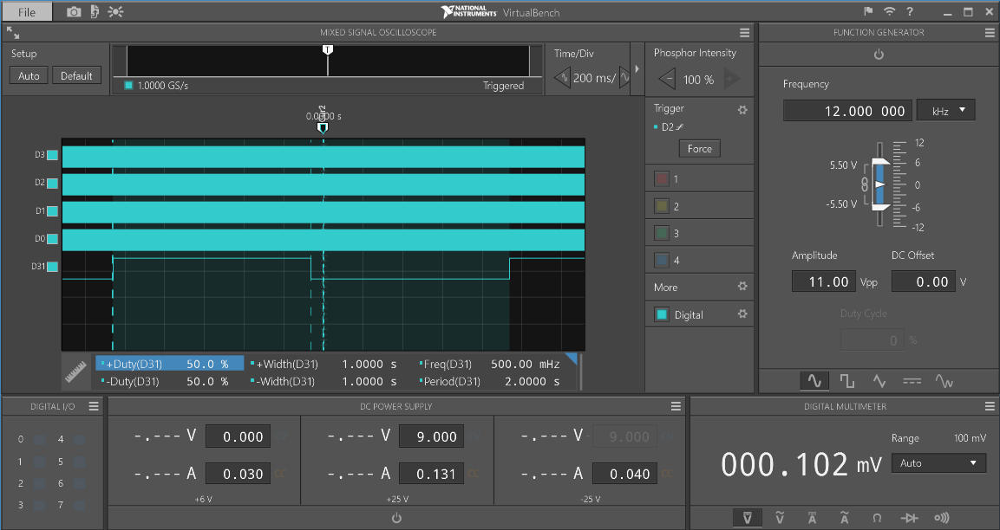 File
NATIONAL INSTRUMENTS VirtualBench
?
MIXED SIGNAL OSCILLOSCOPE
Setup
Auto
Default
T
1.0000 GS/s
Triggered
Time/Div
200 ms/
0.0000 s
D3
D2
D1
D0
D31
+Duty(D31) 50.0 %
+Width(D31) 1.0000 s
Freq(D31) 500.00 mHz
-Duty(D31) 50.0 %
-Width(D31) 1.0000 s
Period(D31) 2.0000 s
Phosphor Intensity
100 %
Trigger
D2
Force
1
2
3
4
More
Digital
FUNCTION GENERATOR
Frequency
12.000 000
kHz
5.50 V
-5.50 V
12
6
0
-6
-12
Amplitude
DC Offset
11.00 Vpp
0.00 V
Duty Cycle
0 %
DIGITAL I/O
0 4
1 5
2 6
3 7
DC POWER SUPPLY
-.--- V 0.000 CV
-.--- A 0.030 CC
+6 V
-.--- V 9.000 CV
-.--- A 0.131 CC
+25 V
-.--- V - 9.000 CV
-.--- A 0.040 CC
-25 V
DIGITAL MULTIMETER
Range 100 mV
000.102 mV
Auto
V
V
A
A
Ω